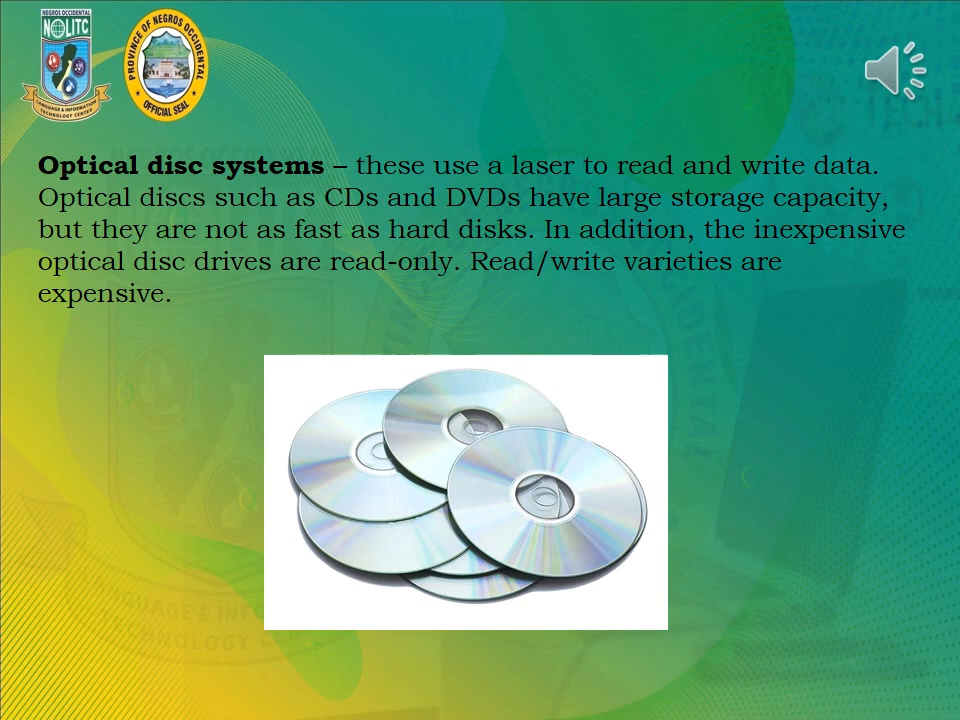 NEGROS OCCIDENTAL
NOLITC
LANGUAGE & INFORMATION
TECHNOLOGY CENTER
PROVINCE OF NEGROS OCCIDENTAL
OFFICIAL SEAL
TECH
Optical disc systems – these use a laser to read and write data.
Optical discs such as CDs and DVDs have large storage capacity,
but they are not as fast as hard disks. In addition, the inexpensive
optical disc drives are read-only. Read/write varieties are
expensive.